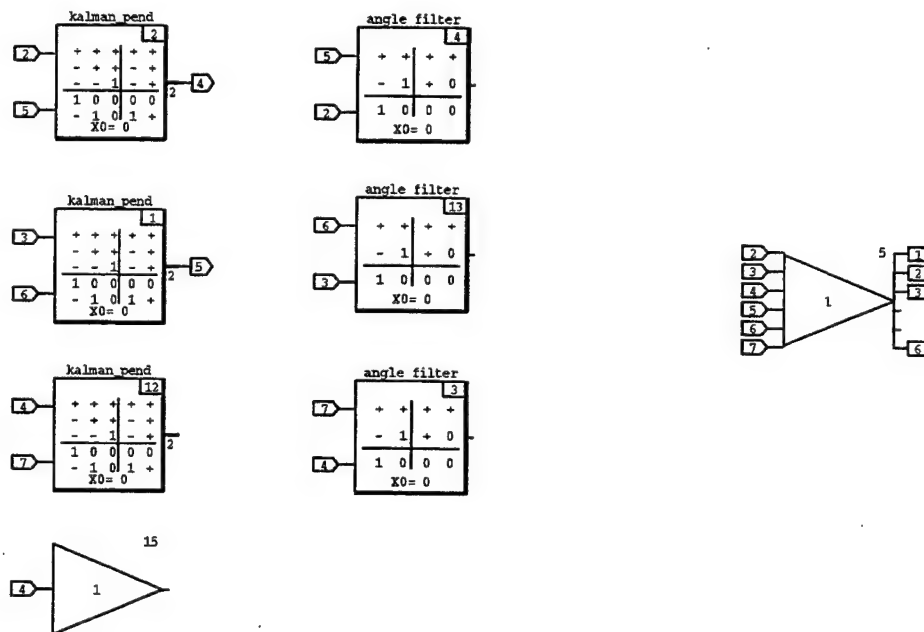 kalman_pend
2
2
+ + + + +
- + + - +
- - 1 - +
1 0 0 0 0
- 1 0 1 +
X0= 0
5
2
4
angle filter
4
5
+ + + +
- 1 + 0
1 0 0 0
X0= 0
2
kalman_pend
1
3
+ + + + +
- + + - +
- - 1 - +
1 0 0 0 0
- 1 0 1 +
X0= 0
6
2
5
angle filter
13
6
+ + + +
- 1 + 0
1 0 0 0
X0= 0
3
2
3
4
5
6
7
1
5
1
2
3
6
kalman_pend
12
4
+ + + + +
- + + - +
- - 1 - +
1 0 0 0 0
- 1 0 1 +
X0= 0
7
2
angle filter
3
7
+ + + +
- 1 + 0
1 0 0 0
X0= 0
4
15
4
1